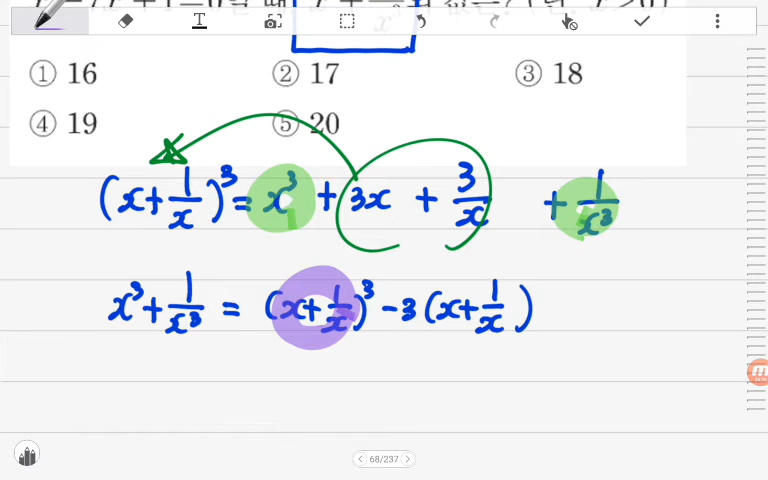 ① 16 ② 17 ③ 18
④ 19 ⑤ 20
(x+1/x)³= x³ + 3x + 3/x + 1/x³
x³+1/x³ = (x+1/x)³-3(x+1/x)
68/237